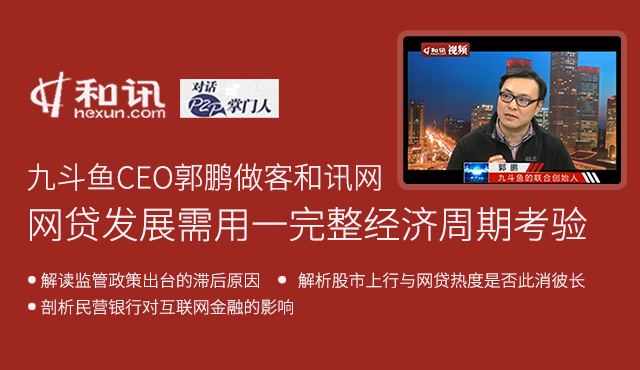 和讯
hexun.com
对话
P2P 掌门人
和讯视频
郭 鹏
九斗鱼的联合创始人
九斗鱼CEO郭鹏做客和讯网
网贷发展需用一完整经济周期考验
解读监管政策出台的滞后原因 解析股市上行与网贷热度是否此消彼长
剖析民营银行对互联网金融的影响